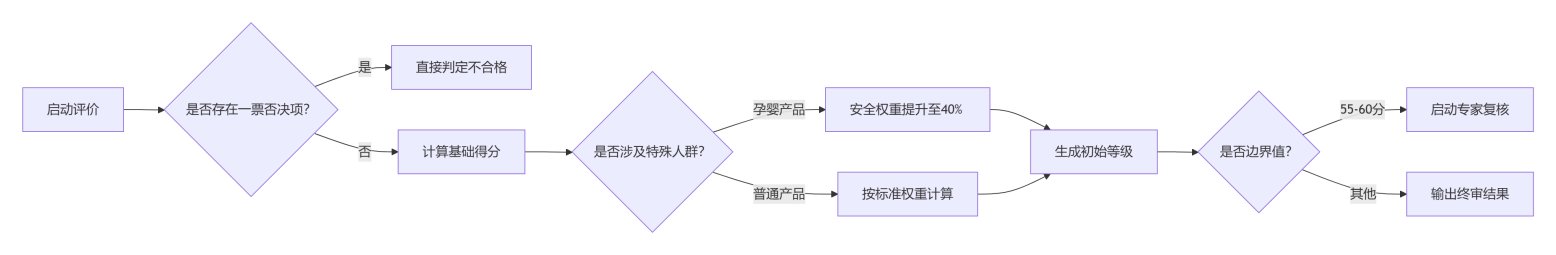 启动评价
是否存在一票否决项?
是
直接判定不合格
否
计算基础得分
是否涉及特殊人群?
孕婴产品
安全权重提升至40%
普通产品
按标准权重计算
生成初始等级
是否边界值?
55-60分
启动专家复核
其他
输出终审结果